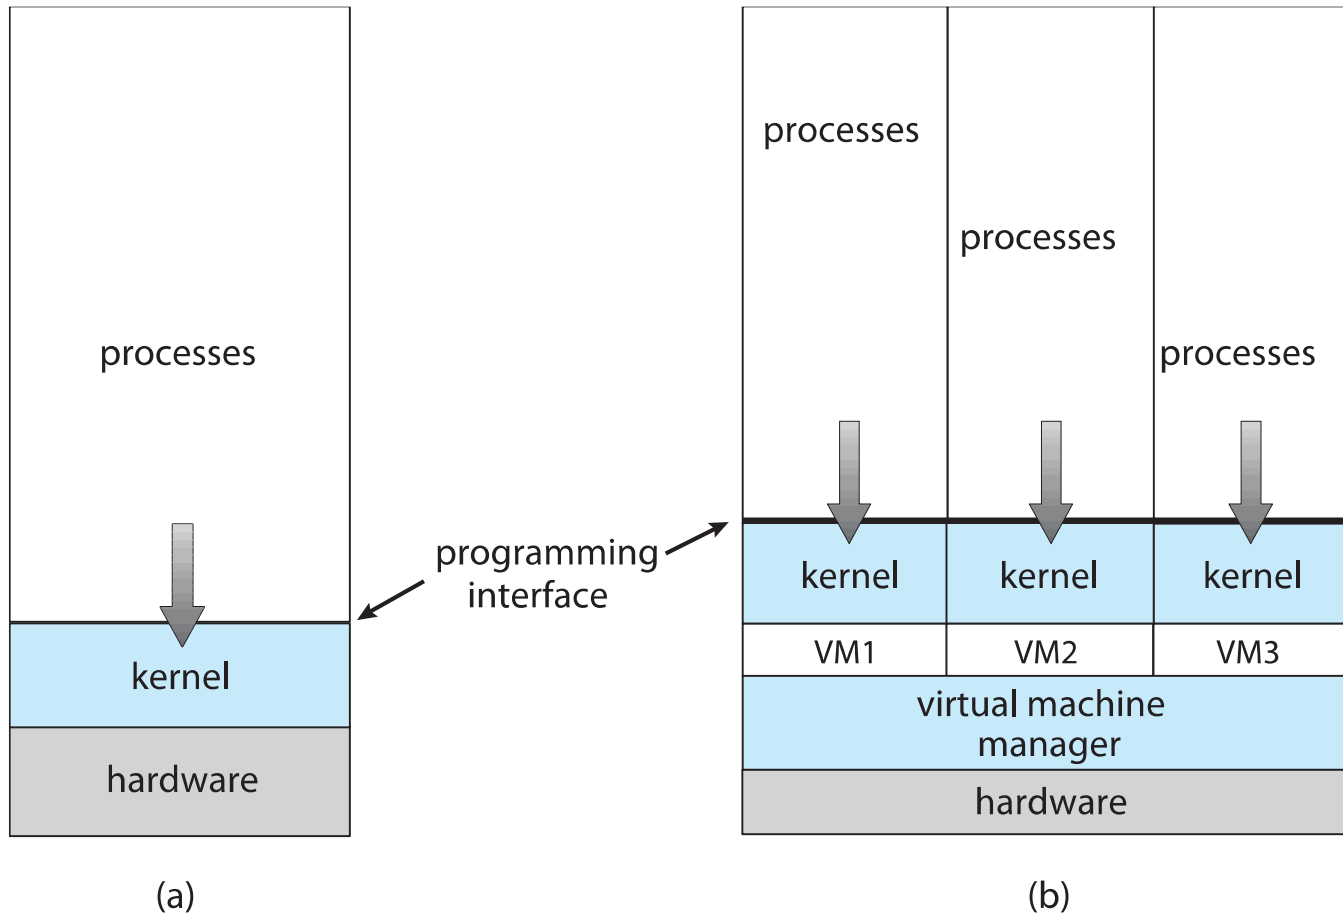 processes
kernel
hardware
(a)
programming
interface
processes
processes
processes
kernel
kernel
kernel
VM1
VM2
VM3
virtual machine
manager
hardware
(b)